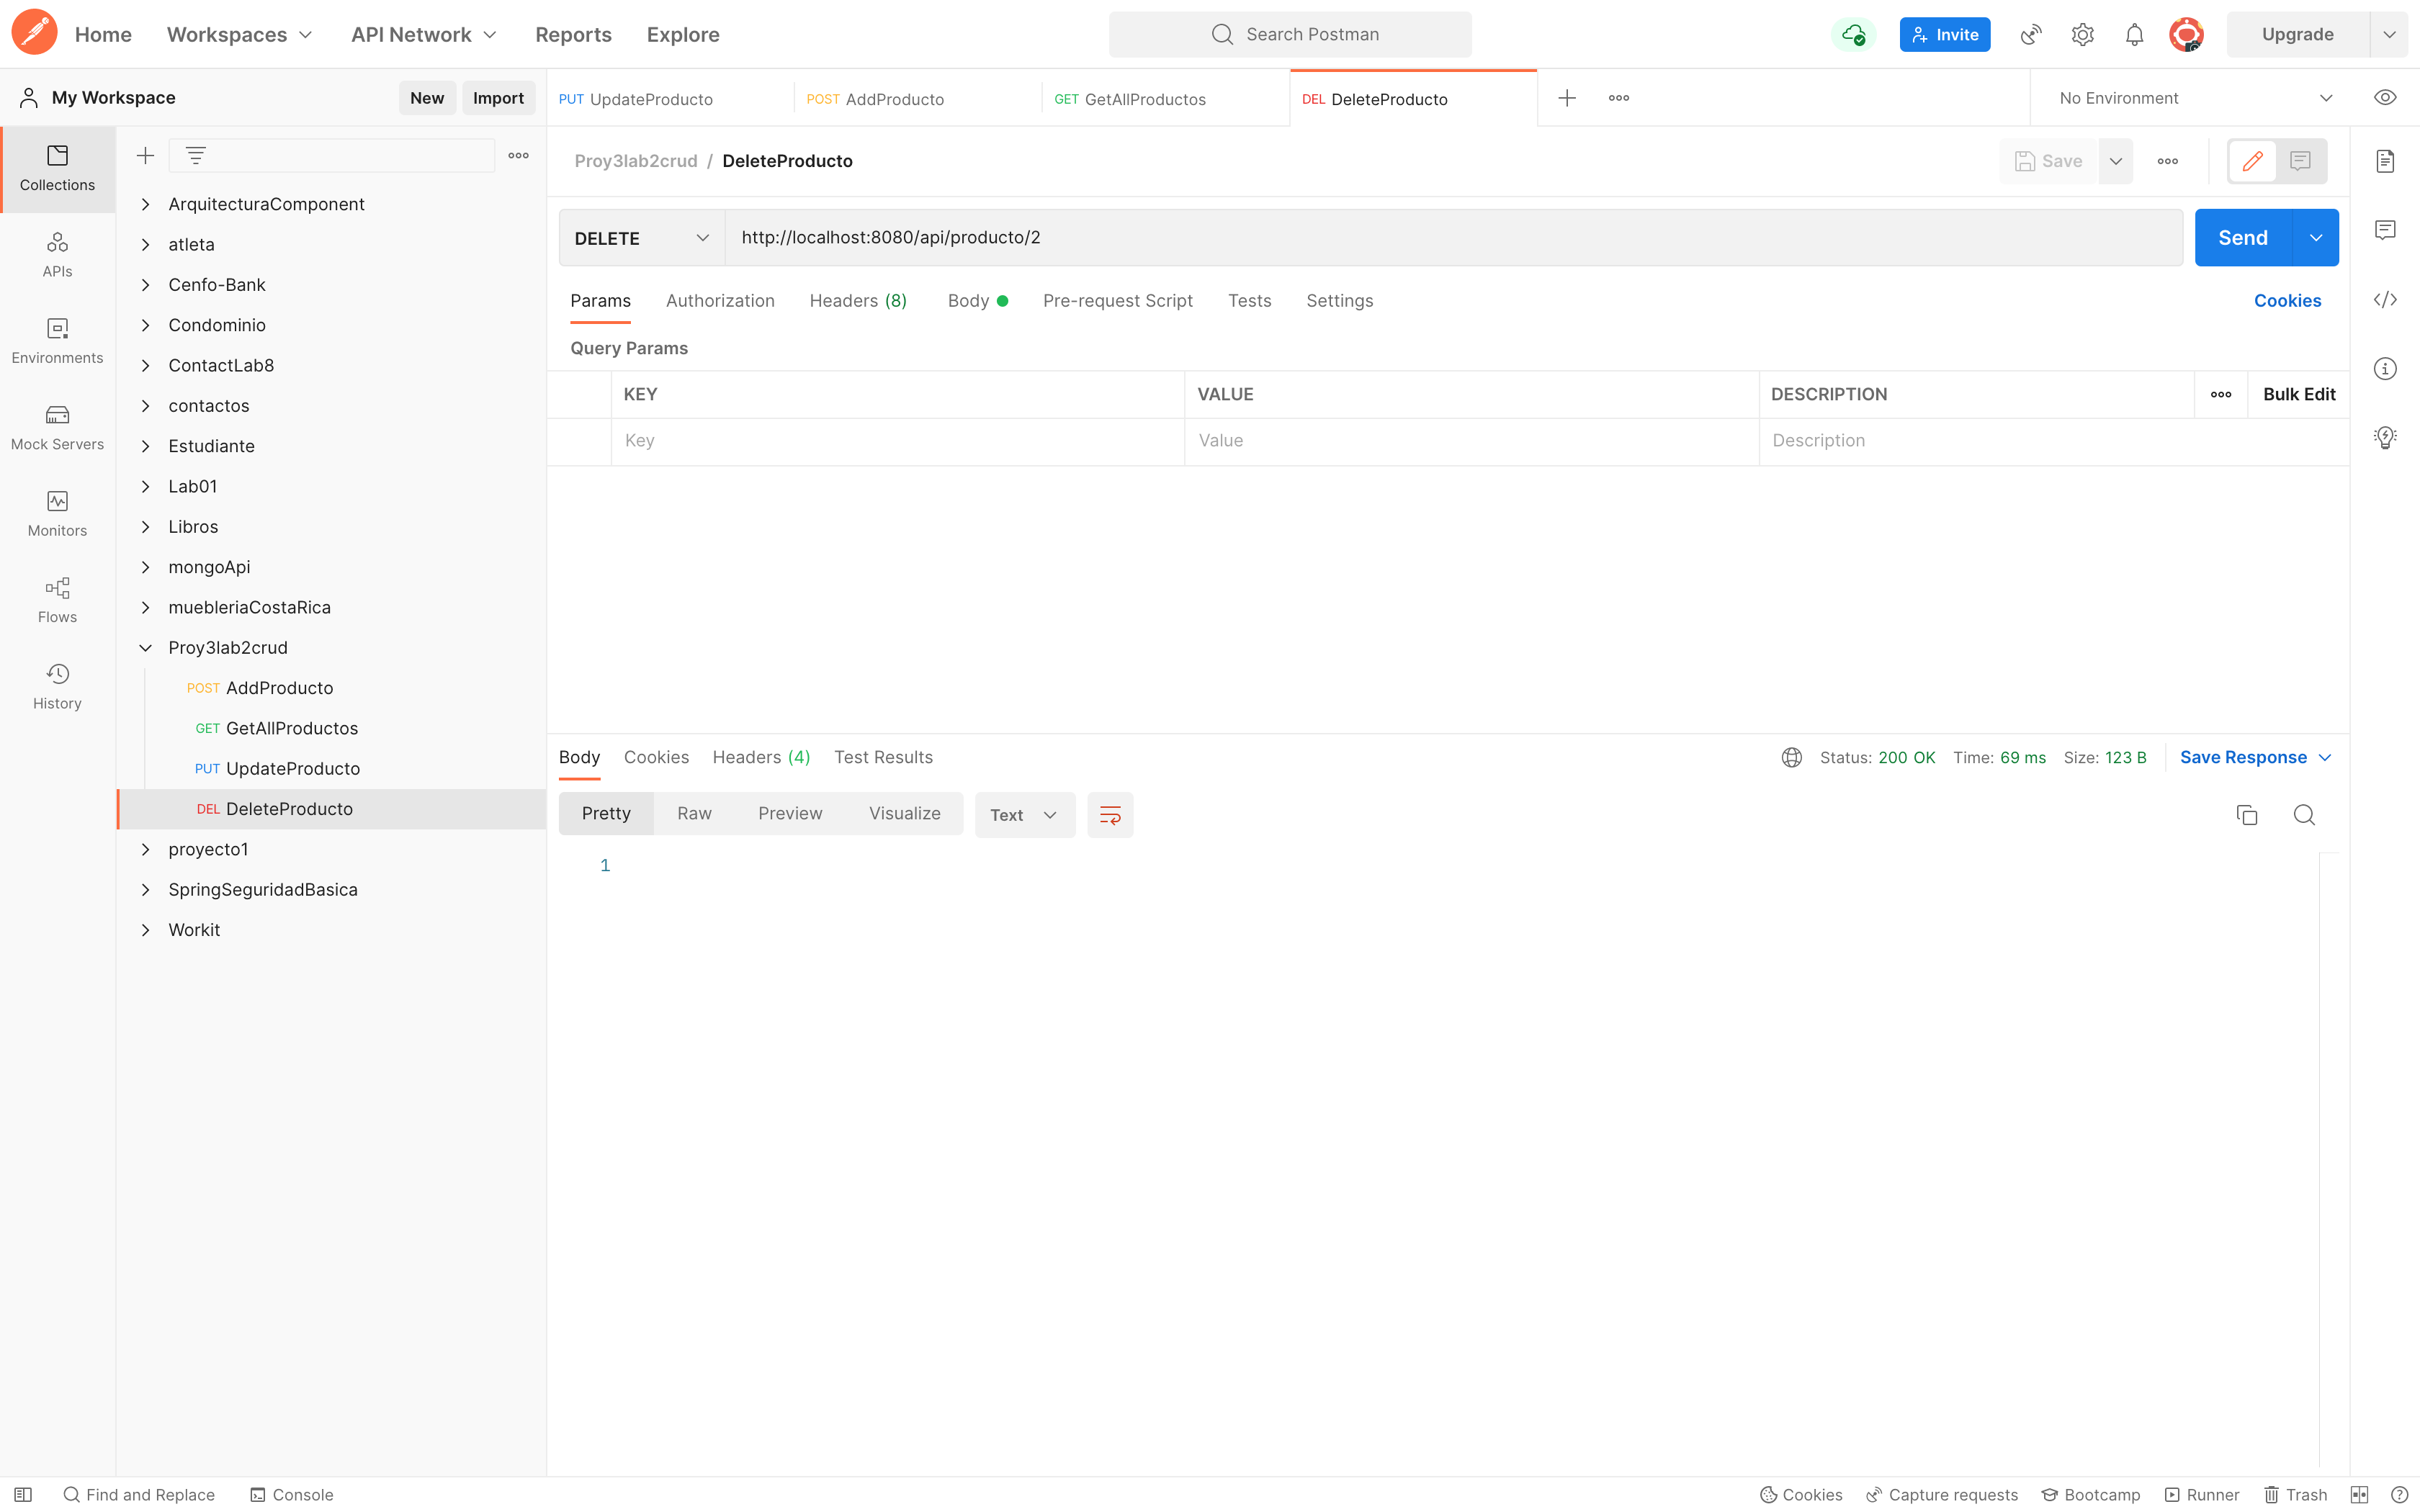 Home Workspaces API Network Reports Explore Search Postman Invite Upgrade
My Workspace New Import PUT UpdateProducto POST AddProducto GET GetAllProductos DEL DeleteProducto No Environment
Collections
APIs
Environments
Mock Servers
Monitors
Flows
History
ArquitecturaComponent
atleta
Cenfo-Bank
Condominio
ContactLab8
contactos
Estudiante
Lab01
Libros
mongoApi
muebleriaCostaRica
Proy3lab2crud
POST AddProducto
GET GetAllProductos
PUT UpdateProducto
DEL DeleteProducto
proyecto1
SpringSeguridadBasica
Workit
Proy3lab2crud / DeleteProducto Save
DELETE http://localhost:8080/api/producto/2 Send
Params Authorization Headers (8) Body Pre-request Script Tests Settings Cookies
Query Params
KEY VALUE DESCRIPTION Bulk Edit
Key Value Description
Body Cookies Headers (4) Test Results Status: 200 OK Time: 69 ms Size: 123 B Save Response
Pretty Raw Preview Visualize Text
1
Find and Replace Console Cookies Capture requests Bootcamp Runner Trash